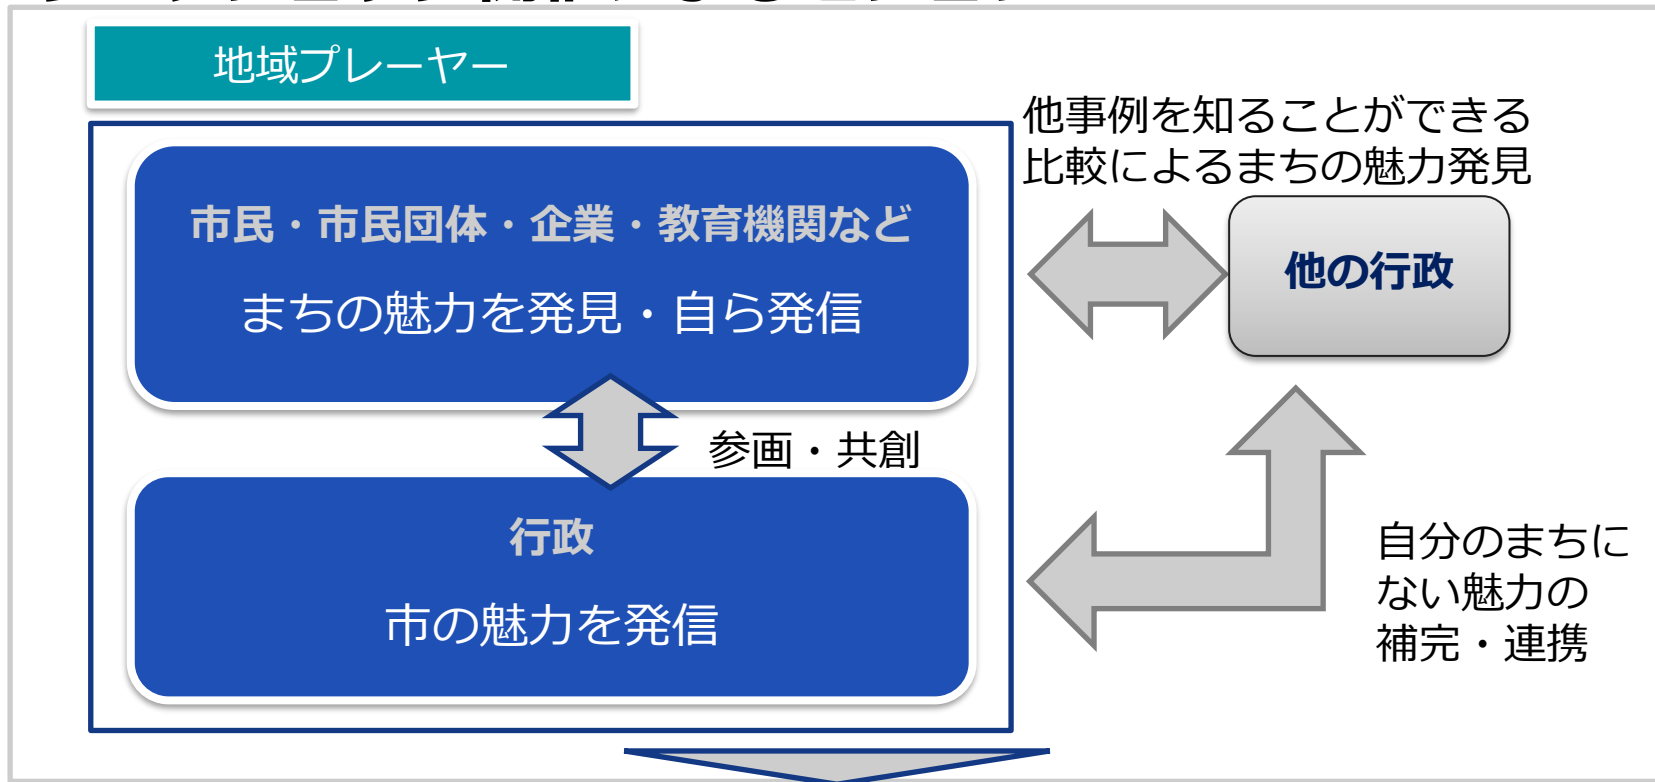 地域プレーヤー
他事例を知ることができる
比較によるまちの魅力発見
市民・市民団体・企業・教育機関など
まちの魅力を発見・自ら発信
他の行政
参画・共創
行政
市の魅力を発信
自分のまちに
ない魅力の
補完・連携